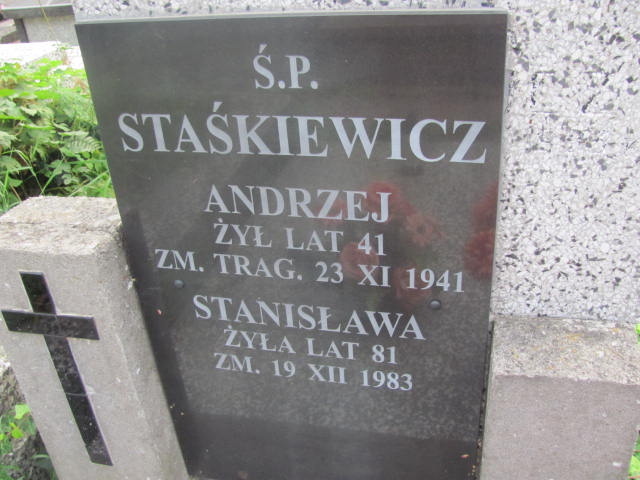 Ś.P.
STAŚKIEWICZ
ANDRZEJ
ŻYŁ LAT 41
ZM. TRAG. 23 XI 1941
STANISŁAWA
ŻYŁA LAT 81
ZM. 19 XII 1983